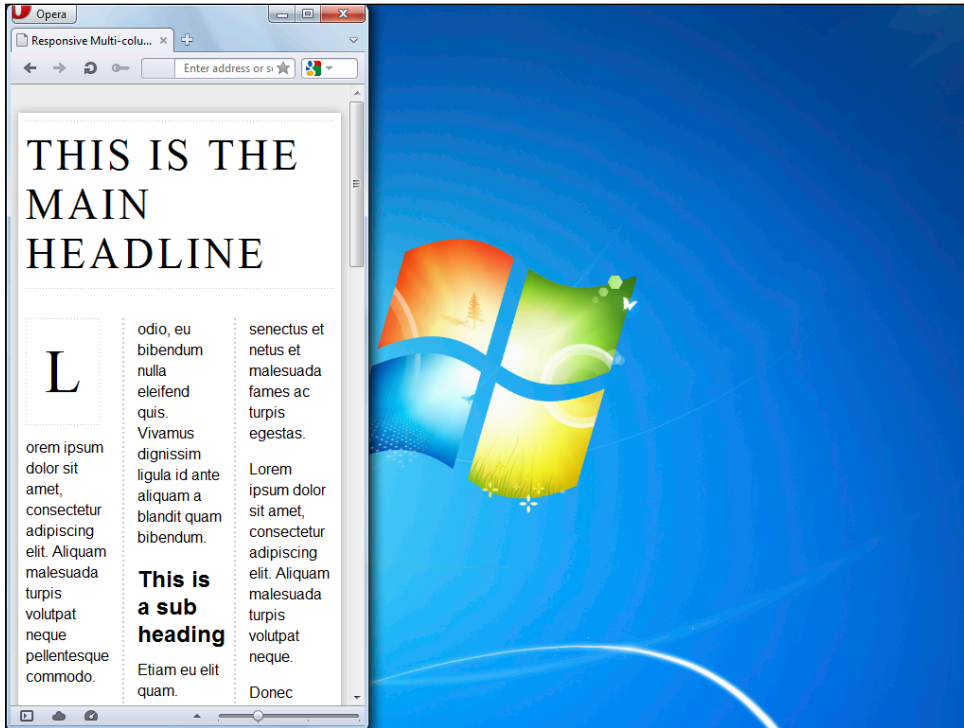 Opera
Responsive Multi-colu...
Enter address or s
THIS IS THE
MAIN
HEADLINE
L
orem ipsum
dolor sit
amet,
consectetur
adipiscing
elit. Aliquam
malesuada
turpis
volutpat
neque
pellentesque
commodo.
odio, eu
bibendum
nulla
eleifend
quis.
Vivamus
dignissim
ligula id ante
aliquam a
blandit quam
bibendum.
This is
a sub
heading
Etiam eu elit
quam.
senectus et
netus et
malesuada
fames ac
turpis
egestas.
Lorem
ipsum dolor
sit amet,
consectetur
adipiscing
elit. Aliquam
malesuada
turpis
volutpat
neque.
Donec